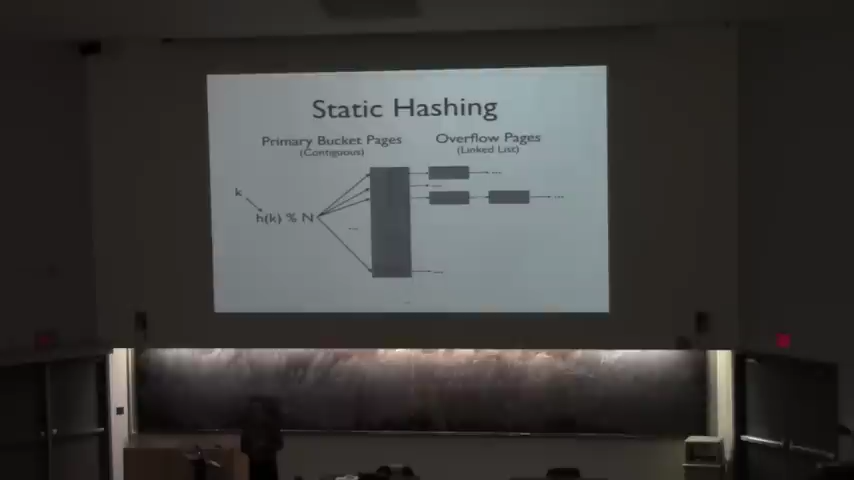 Static Hashing
Primary Bucket Pages
(Contiguous)
Overflow Pages
(Linked List)
...
...
k
...
h(k) % N
...
...